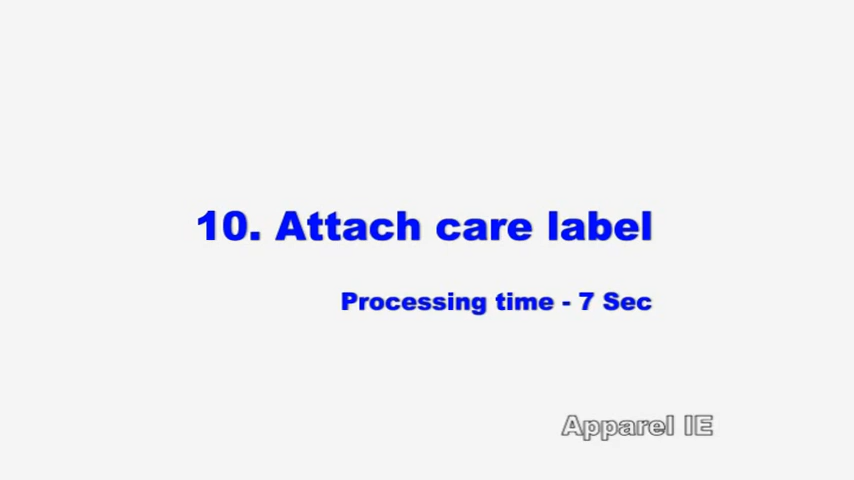 10. Attach care label
Processing time - 7 Sec
Apparel IE